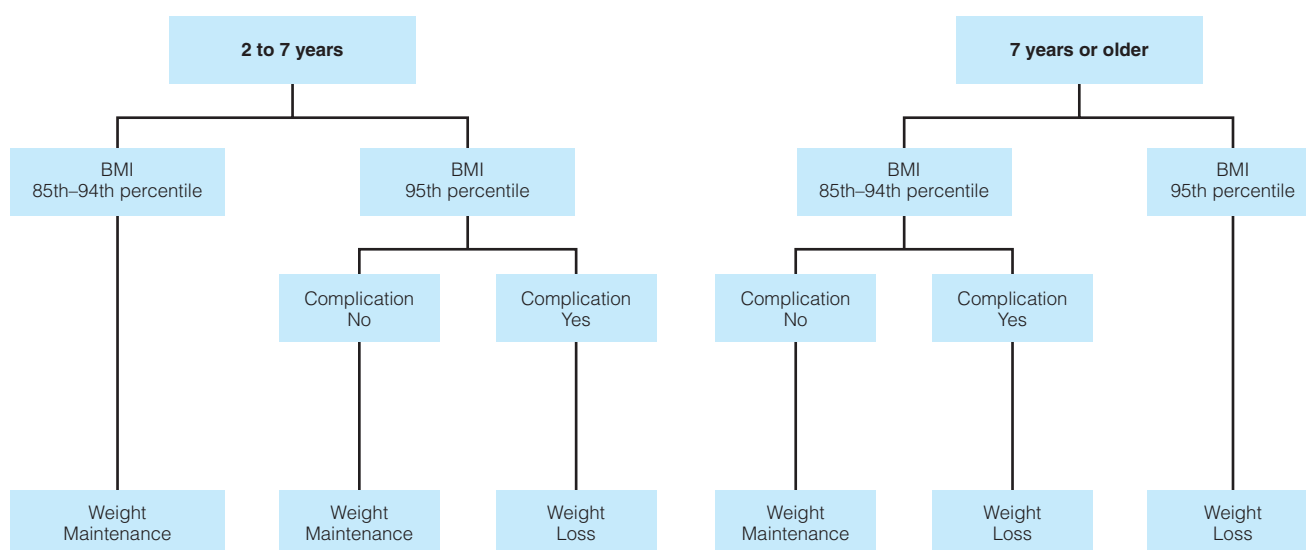 2 to 7 years
BMI
85th–94th percentile
BMI
95th percentile
Complication
No
Complication
Yes
Weight
Maintenance
Weight
Maintenance
Weight
Loss
7 years or older
BMI
85th–94th percentile
BMI
95th percentile
Complication
No
Complication
Yes
Weight
Maintenance
Weight
Loss
Weight
Loss